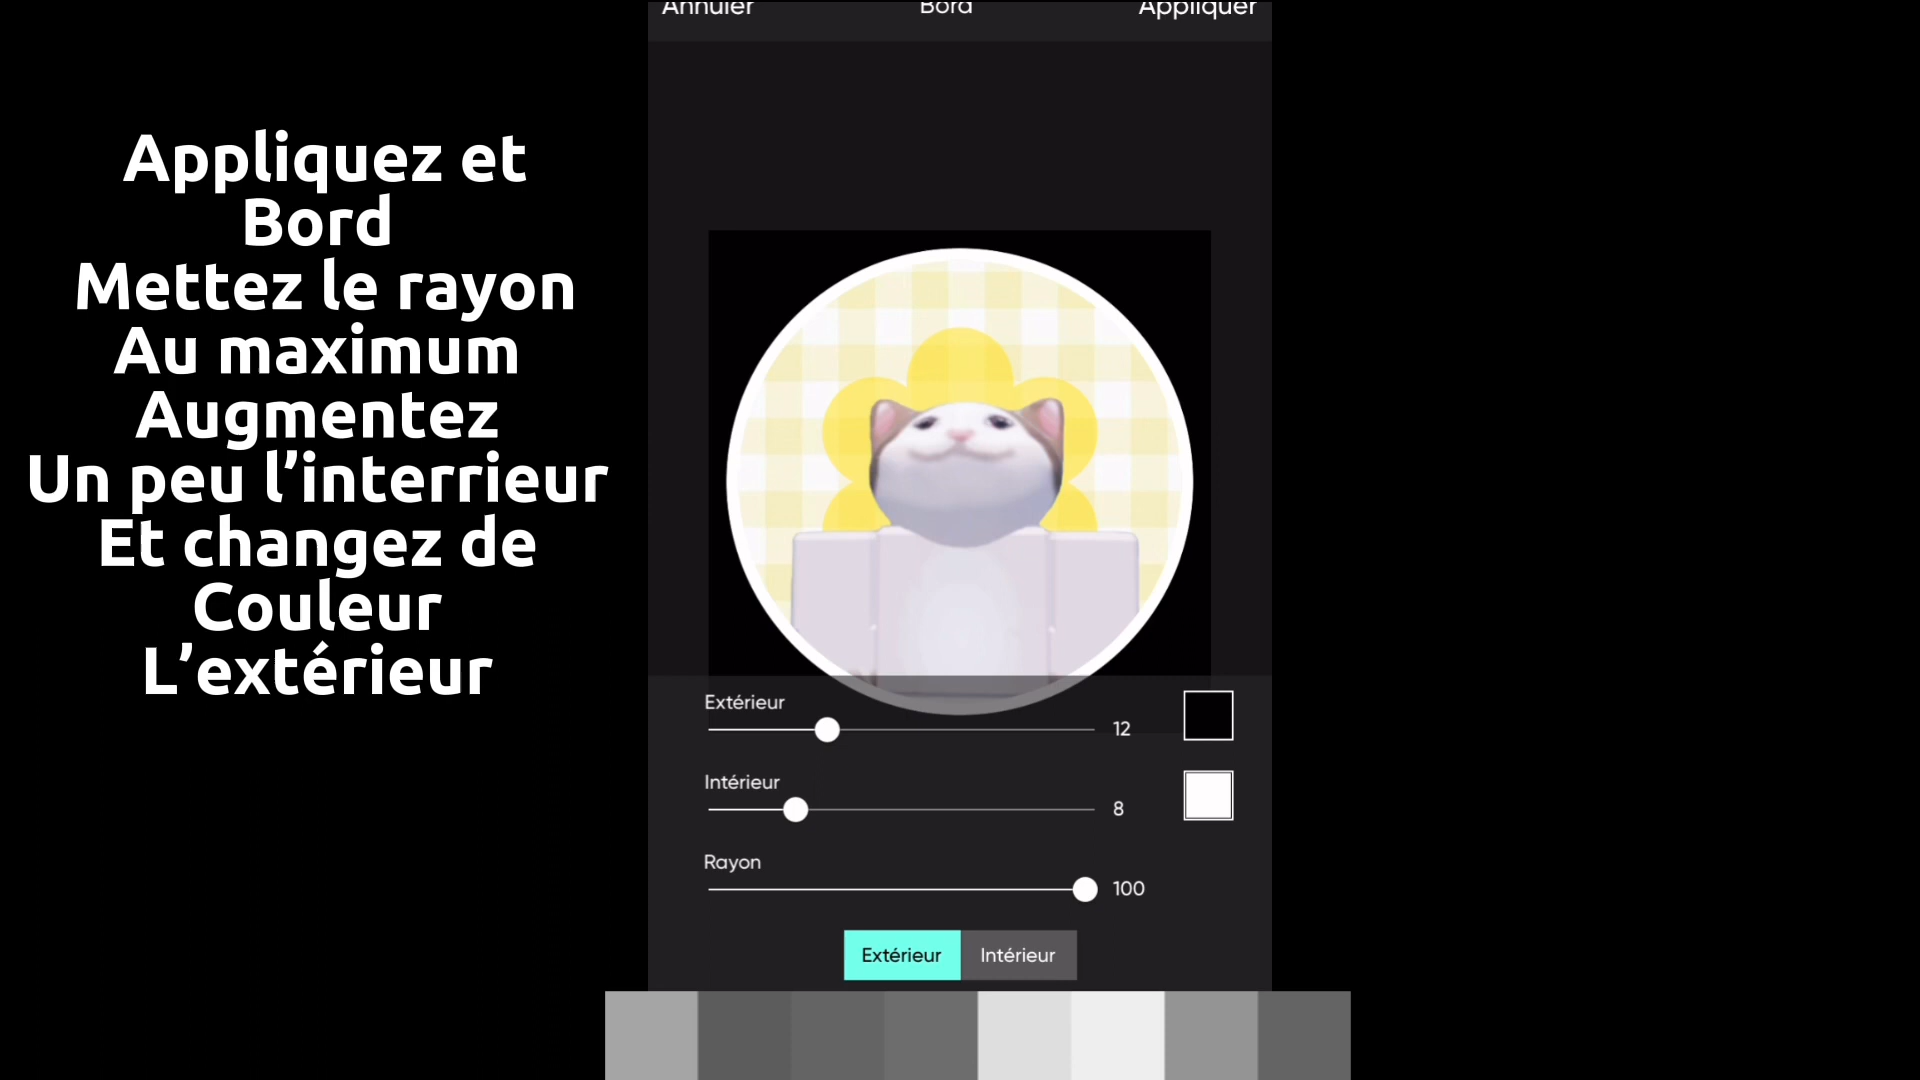 Annuler Bord Appliquer
Appliquez et
Bord
Mettez le rayon
Au maximum
Augmentez
Un peu l’interrieur
Et changez de
Couleur
L’extérieur
Extérieur
12
Intérieur
8
Rayon
100
Extérieur Intérieur